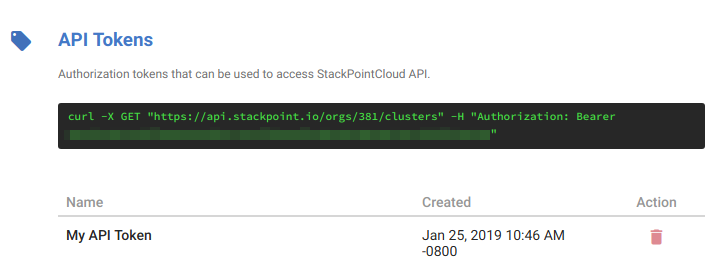 API Tokens
Authorization tokens that can be used to access StackPointCloud API.
curl -X GET "https://api.stackpoint.io/orgs/381/clusters" -H "Authorization: Bearer
"
Name Created Action
My API Token Jan 25, 2019 10:46 AM
-0800